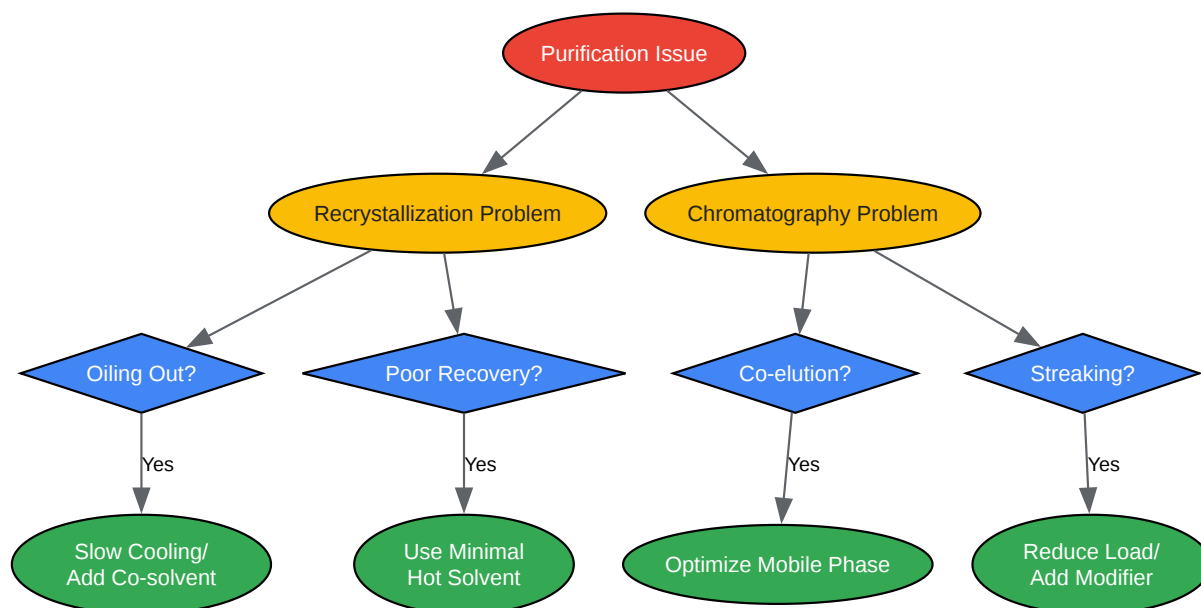 Purification Issue
Recrystallization Problem
Chromatography Problem
Oiling Out?
Poor Recovery?
Co-elution?
Streaking?
Yes
Yes
Yes
Yes
Slow Cooling/
Add Co-solvent
Use Minimal
Hot Solvent
Optimize Mobile Phase
Reduce Load/
Add Modifier